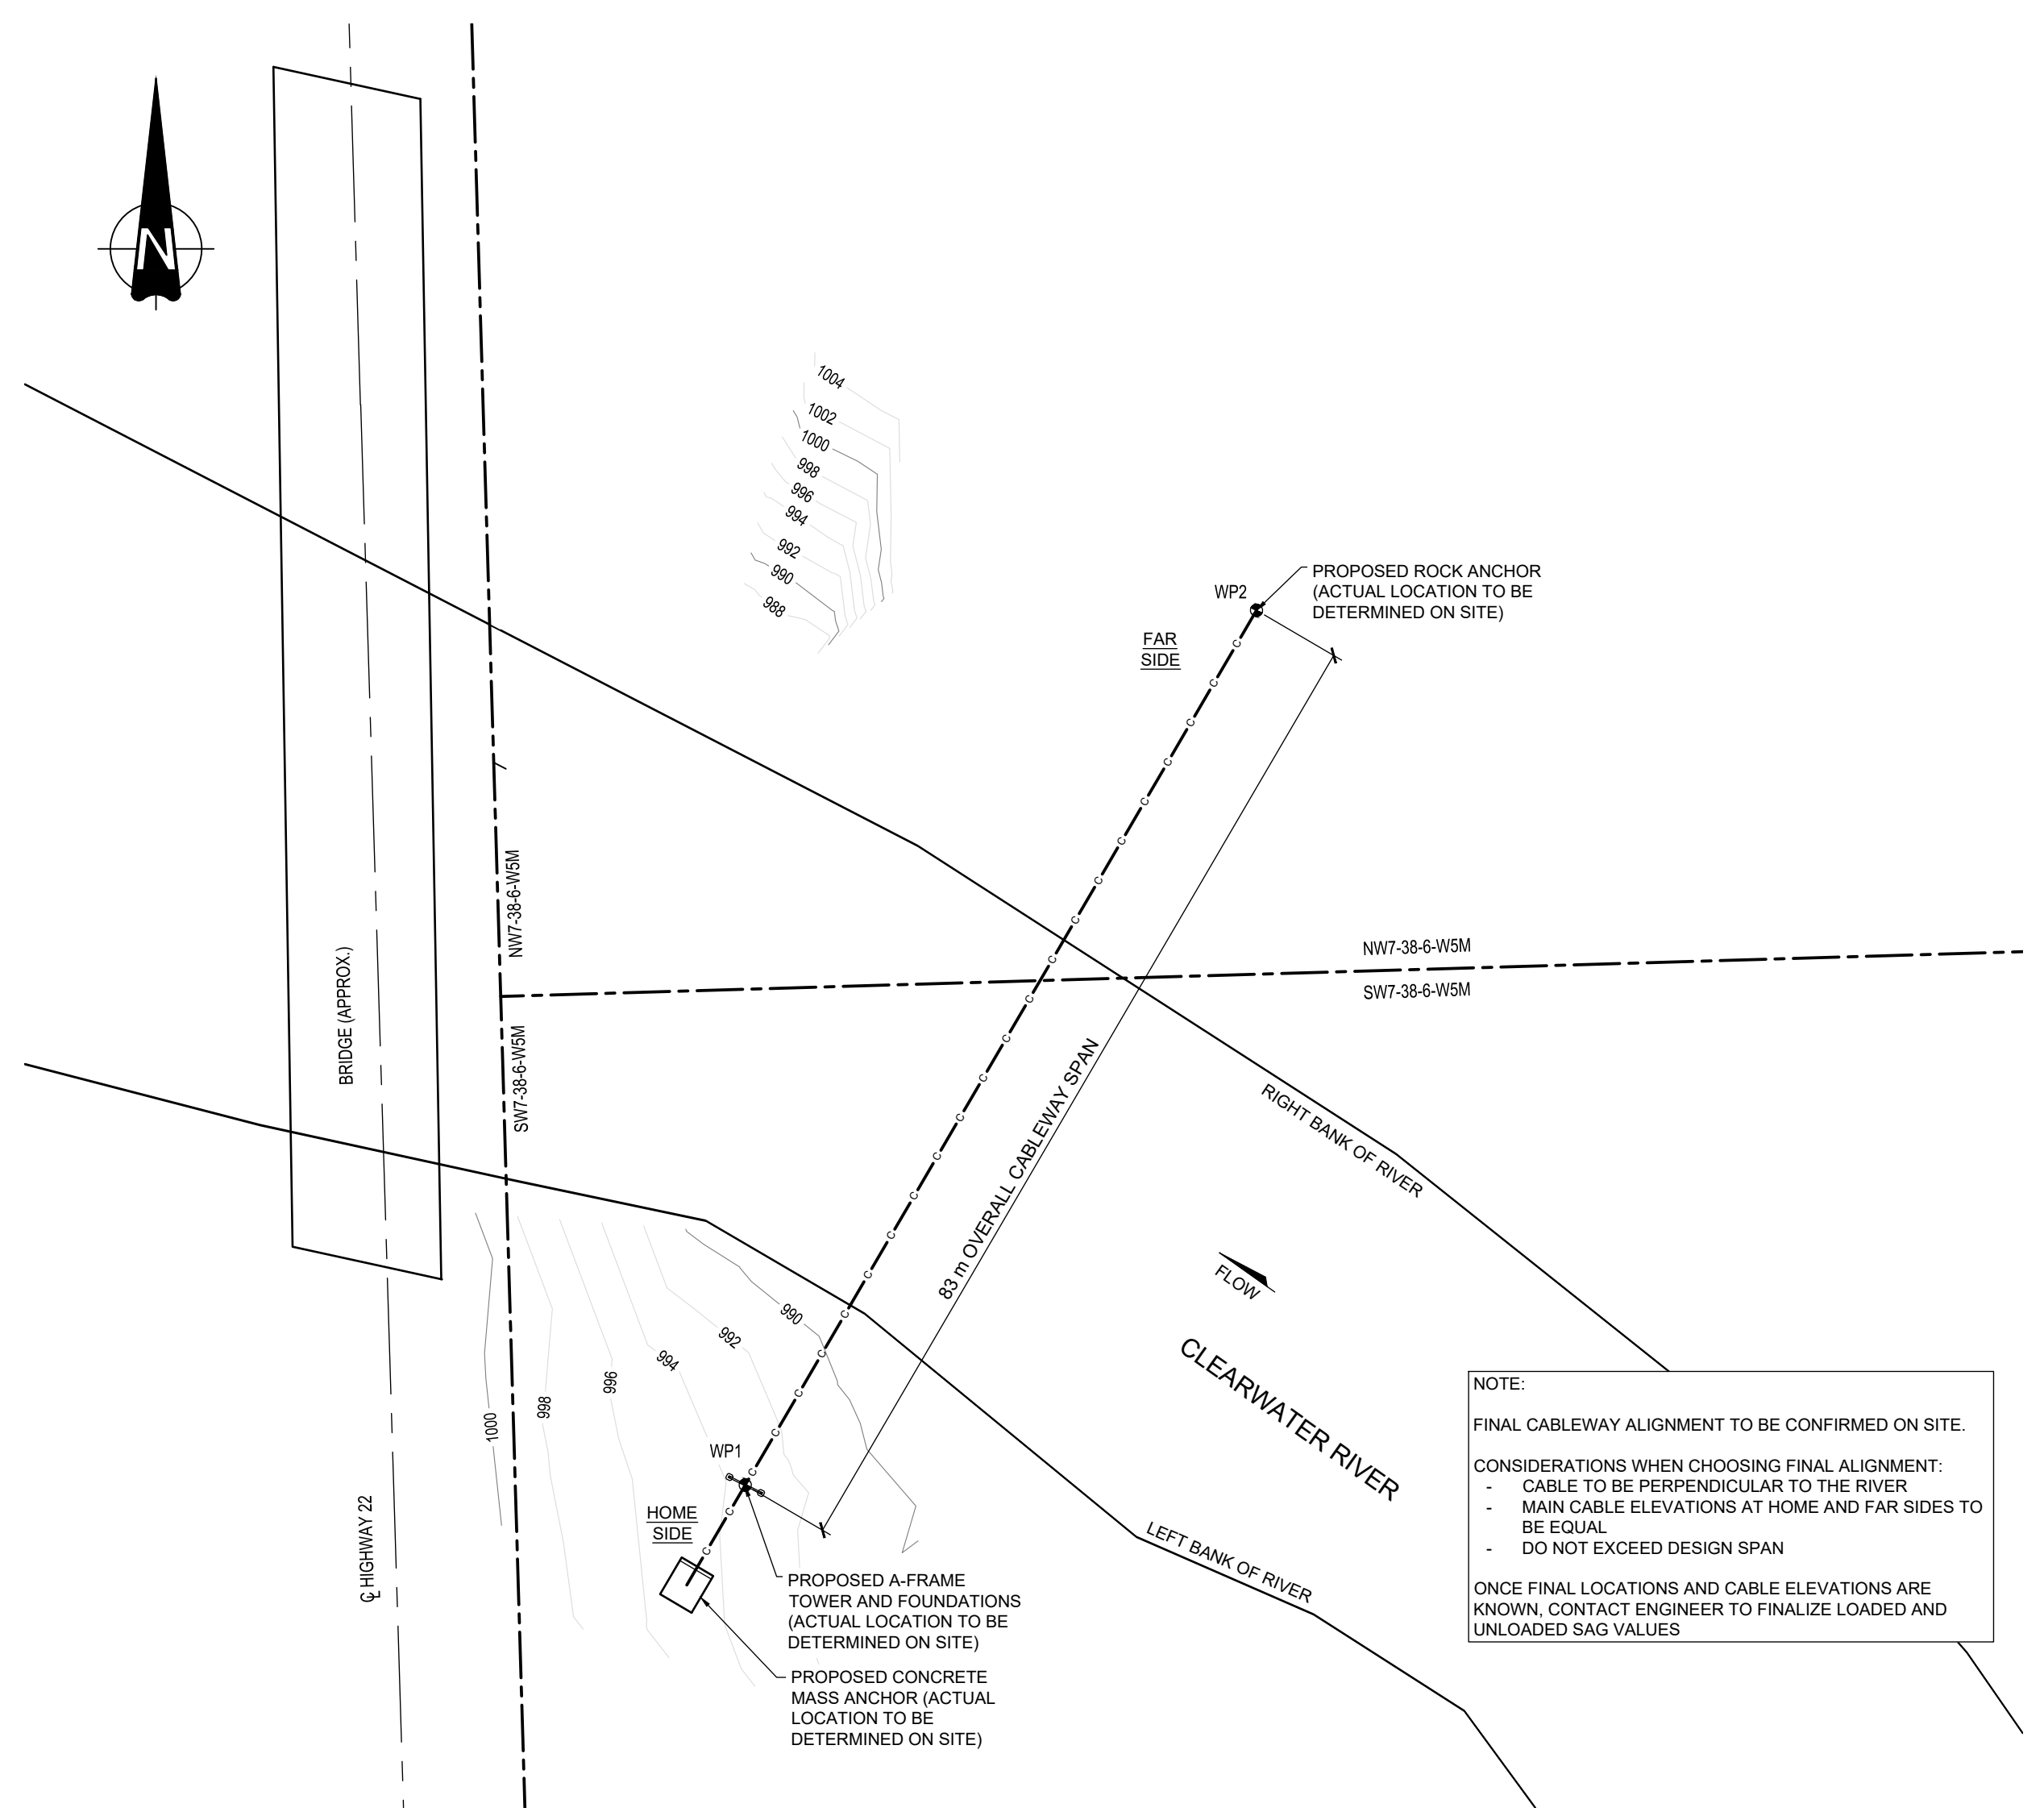 N
1004
1002
1000
998
996
994
992
990
988
WP2
PROPOSED ROCK ANCHOR
(ACTUAL LOCATION TO BE
DETERMINED ON SITE)
FAR
SIDE
NW7-38-6-W5M
SW7-38-6-W5M
BRIDGE (APPROX.)
NW7-38-6-W5M
SW7-38-6-W5M
83 m OVERALL CABLEWAY SPAN
RIGHT BANK OF RIVER
FLOW
CLEARWATER RIVER
LEFT BANK OF RIVER
990
992
994
996
998
1000
WP1
HOME
SIDE
℄ HIGHWAY 22
PROPOSED A-FRAME
TOWER AND FOUNDATIONS
(ACTUAL LOCATION TO BE
DETERMINED ON SITE)
PROPOSED CONCRETE
MASS ANCHOR (ACTUAL
LOCATION TO BE
DETERMINED ON SITE)
NOTE:
FINAL CABLEWAY ALIGNMENT TO BE CONFIRMED ON SITE.
CONSIDERATIONS WHEN CHOOSING FINAL ALIGNMENT:
- CABLE TO BE PERPENDICULAR TO THE RIVER
- MAIN CABLE ELEVATIONS AT HOME AND FAR SIDES TO
BE EQUAL
- DO NOT EXCEED DESIGN SPAN
ONCE FINAL LOCATIONS AND CABLE ELEVATIONS ARE
KNOWN, CONTACT ENGINEER TO FINALIZE LOADED AND
UNLOADED SAG VALUES